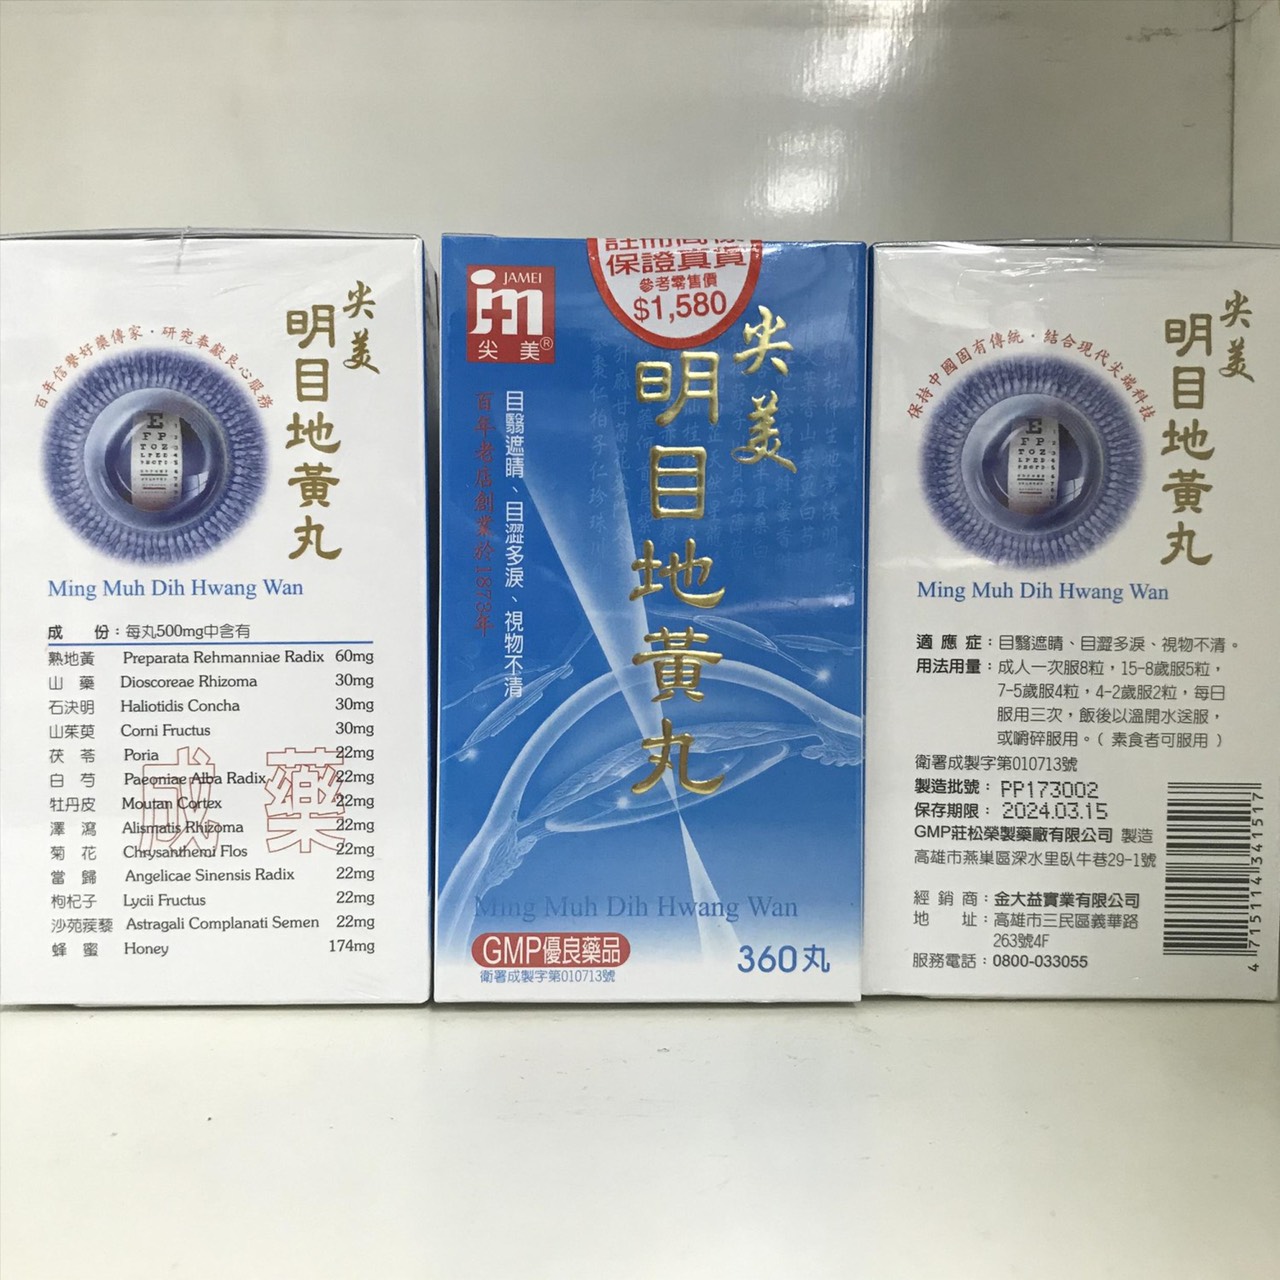 尖美
明目地黃丸
百年信譽好藥傳家．研究奉獻良心服務
E
F P
T O Z
L P E D
Ming Muh Dih Hwang Wan
成份：每丸500mg中含有
熟地黃 Preparata Rehmanniae Radix 60mg
山藥 Dioscoreae Rhizoma 30mg
石決明 Haliotidis Concha 30mg
山茱萸 Corni Fructus 30mg
茯苓 Poria 22mg
白芍 Paeoniae Alba Radix 22mg
牡丹皮 Moutan Cortex 22mg
澤瀉 Alismatis Rhizoma 22mg
菊花 Chrysanthemi Flos 22mg
當歸 Angelicae Sinensis Radix 22mg
枸杞子 Lycii Fructus 22mg
沙苑蒺藜 Astragali Complanati Semen 22mg
蜂蜜 Honey 174mg
成藥
JAMEI
尖美®
保證真貨
參考零售價
$1,580
尖美
明目地黃丸
目翳遮睛、目澀多淚、視物不清
百年老店創業於1873年
Ming Muh Dih Hwang Wan
GMP優良藥品
衛署成製字第010713號
360丸
尖美
明目地黃丸
保持中國固有傳統．結合現代尖端科技
E
F P
T O Z
L P E D
Ming Muh Dih Hwang Wan
適應症：目翳遮睛、目澀多淚、視物不清。
用法用量：成人一次服8粒，15-8歲服5粒，
7-5歲服4粒，4-2歲服2粒，每日
服用三次，飯後以溫開水送服，
或嚼碎服用。（素食者可服用）
衛署成製字第010713號
製造批號：PP173002
保存期限：2024.03.15
GMP莊松榮製藥廠有限公司 製造
高雄市燕巢區深水里臥牛巷29-1號
經銷商：金大益實業有限公司
地址：高雄市三民區義華路
263號4F
服務電話：0800-033055
4 715114 341517